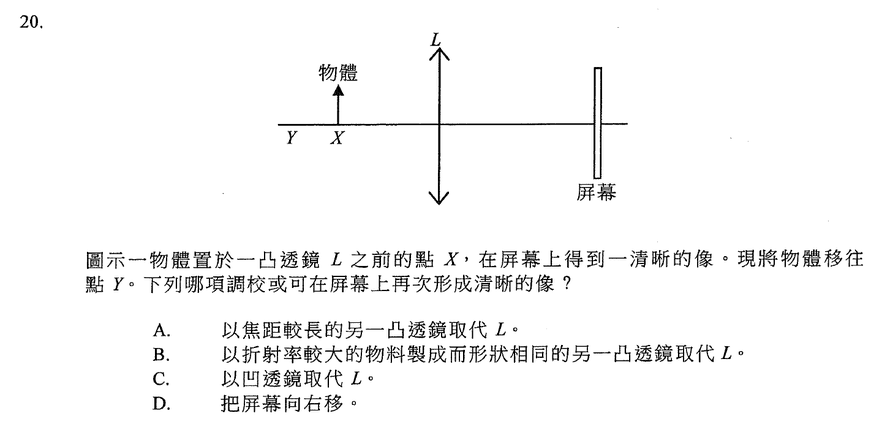 20.
L
物體
Y X
屏幕
圖示一物體置於一凸透鏡 L 之前的點 X，在屏幕上得到一清晰的像。現將物體移往
點 Y。下列哪項調校或可在屏幕上再次形成清晰的像？
A. 以焦距較長的另一凸透鏡取代 L。
B. 以折射率較大的物料製成而形狀相同的另一凸透鏡取代 L。
C. 以凹透鏡取代 L。
D. 把屏幕向右移。